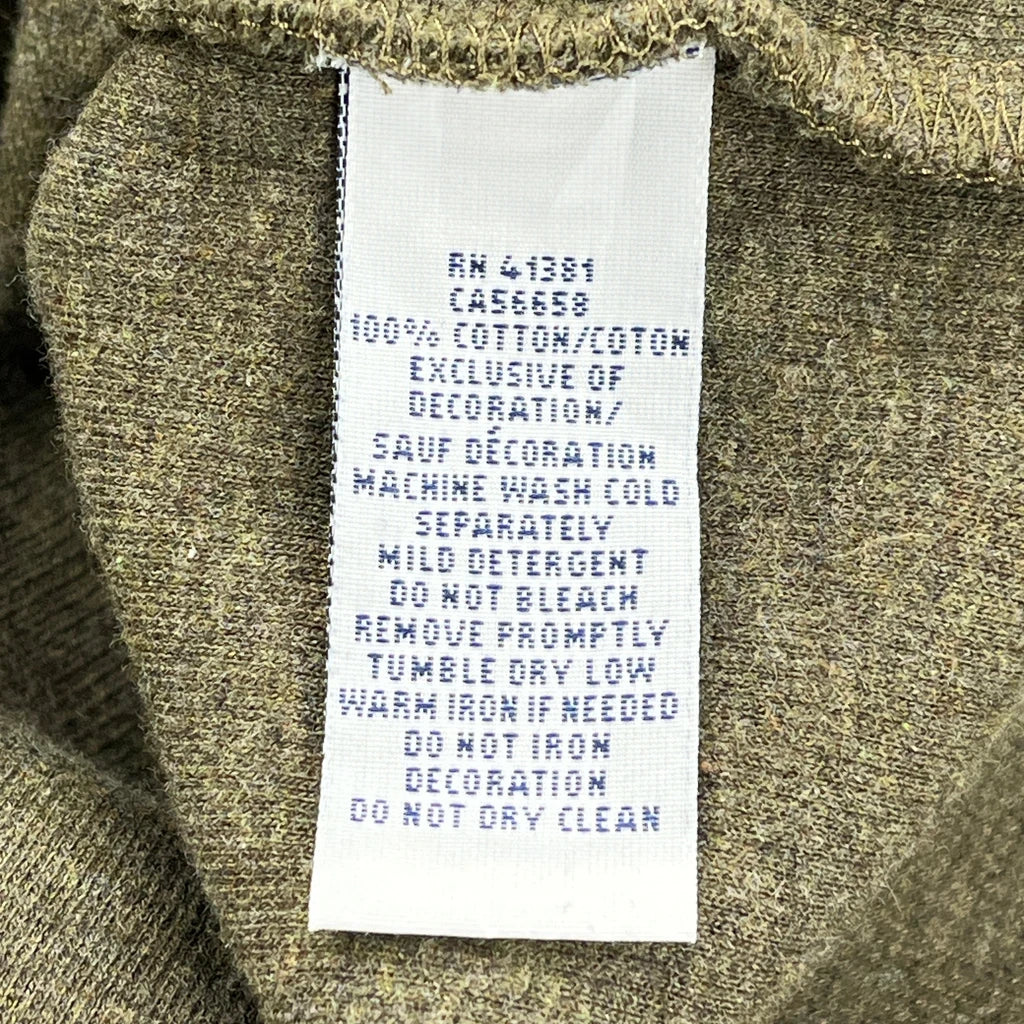 RN 41381
CA56658
100% COTTON/COTON
EXCLUSIVE OF
DECORATION/
SAUF DÉCORATION
MACHINE WASH COLD
SEPARATELY
MILD DETERGENT
DO NOT BLEACH
REMOVE PROMPTLY
TUMBLE DRY LOW
WARM IRON IF NEEDED
DO NOT IRON
DECORATION
DO NOT DRY CLEAN